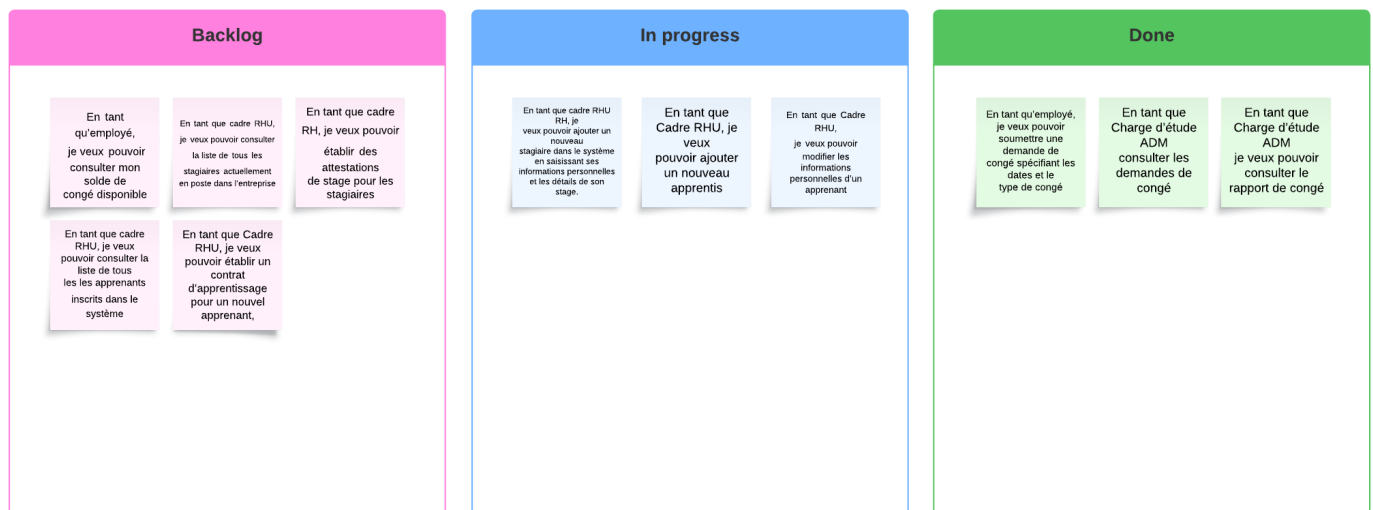 Backlog
In progress
Done
En tant
qu'employé,
je veux pouvoir
consulter mon
solde de
congé disponible
En tant que cadre RHU,
je veux pouvoir consulter
la liste de tous les
stagiaires actuellement
en poste dans l'entreprise
En tant que cadre
RH, je veux pouvoir
établir des
attestations
de stage pour les
stagiaires
En tant que cadre
RHU, je veux
pouvoir consulter la
liste de tous
les les apprenants
inscrits dans le
système
En tant que Cadre
RHU, je veux
pouvoir établir un
contrat
d'apprentissage
pour un nouvel
apprenant,
En tant que cadre RHU
RH, je
veux pouvoir ajouter un
nouveau
stagiaire dans le système
en saisissant ses
informations personnelles
et les détails de son
stage.
En tant que
Cadre RHU, je
veux
pouvoir ajouter
un nouveau
apprentis
En tant que Cadre
RHU,
je veux pouvoir
modifier les
informations
personnelles d'un
apprenant
En tant qu'employé,
je veux pouvoir
soumettre une
demande de
congé spécifiant les
dates et le
type de congé
En tant que
Charge d'étude
ADM
consulter les
demandes de
congé
En tant que
Charge d'étude
ADM
je veux pouvoir
consulter le
rapport de congé